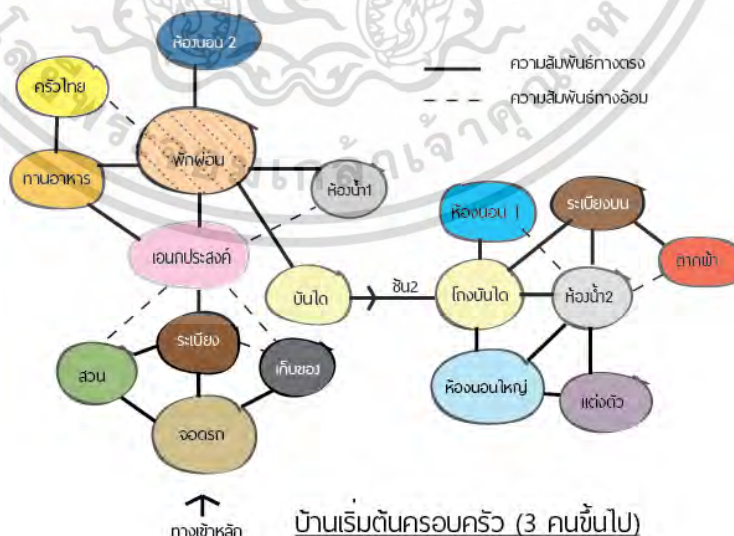 ห้องนอน 2
ความสัมพันธ์ทางตรง
ความสัมพันธ์ทางอ้อม
ครัวไทย
พักผ่อน
ทานอาหาร
ห้องน้ำ1
เอนกประสงค์
บันได
ชั้น2
ห้องนอน 1
ระเบียงบน
ตากผ้า
โถงบันได
ห้องน้ำ2
ระเบียง
สวน
เก็บของ
ห้องนอนใหญ่
แต่งตัว
จอดรถ
ทางเข้าหลัก
บ้านเริ่มต้นครอบครัว (3 คนขึ้นไป)